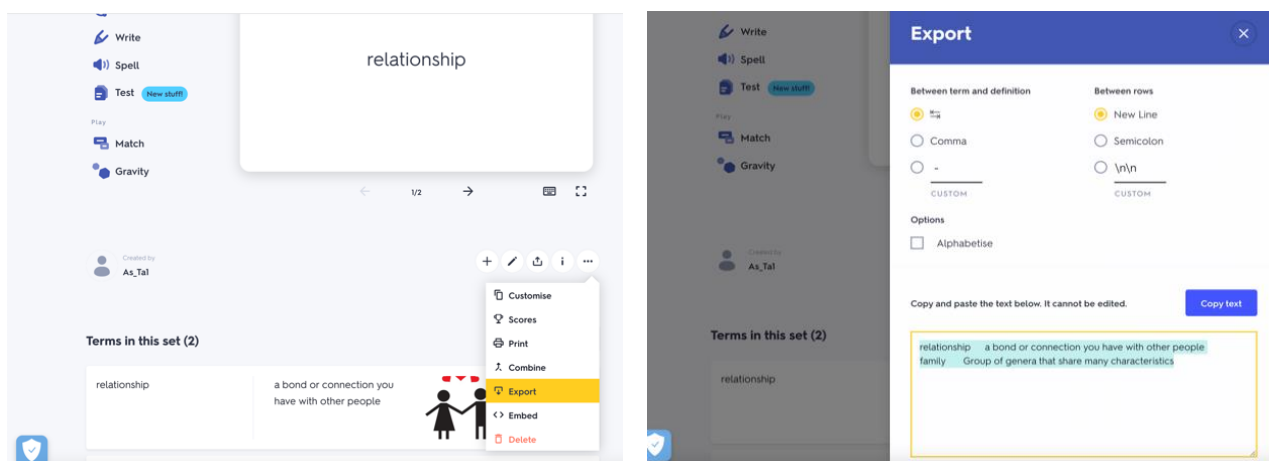 Write
Spell
Test New stuff!
Play
Match
Gravity
relationship
1/2
Created by
As_Ta1
Customise
Scores
Print
Combine
Export
Embed
Delete
Terms in this set (2)
relationship
a bond or connection you
have with other people
Write
Spell
Test New stuff!
Play
Match
Gravity
Created by
As_Ta1
Terms in this set (2)
relationship
Export
Between term and definition
Comma
-
CUSTOM
Between rows
New Line
Semicolon
\n\n
CUSTOM
Options
Alphabetise
Copy and paste the text below. It cannot be edited.
Copy text
relationship a bond or connection you have with other people
family Group of genera that share many characteristics